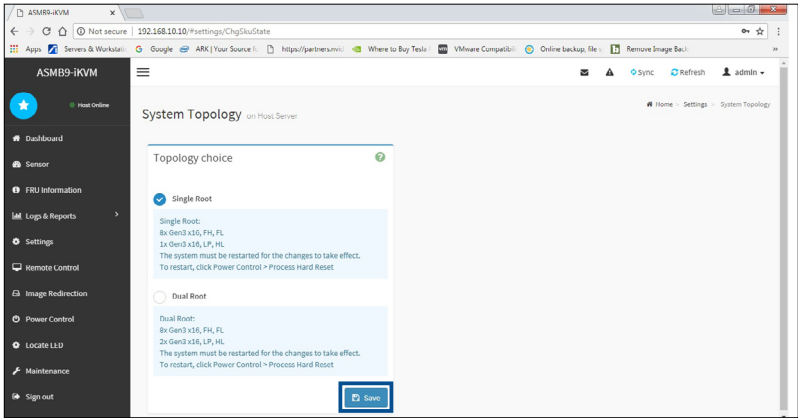 ASMB9-iKVM
Not secure | 192.168.10.10/#settings/ChgSkuState
Apps Servers & Workstati Google ARK | Your Source f https://partners.nvid Where to Buy Tesla VMware Compatibili Online backup, file s Remove Image Back »
ASMB9-iKVM
Sync Refresh admin
Host Online
System Topology on Host Server
Home > Settings > System Topology
Dashboard
Sensor
FRU Information
Logs & Reports >
Settings
Remote Control
Image Redirection
Power Control
Locate LED
Maintenance
Sign out
Topology choice
Single Root
Single Root:
8x Gen3 x16, FH, FL
1x Gen3 x16, LP, HL
The system must be restarted for the changes to take effect.
To restart, click Power Control > Process Hard Reset
Dual Root
Dual Root:
8x Gen3 x16, FH, FL
2x Gen3 x16, LP, HL
The system must be restarted for the changes to take effect.
To restart, click Power Control > Process Hard Reset
Save